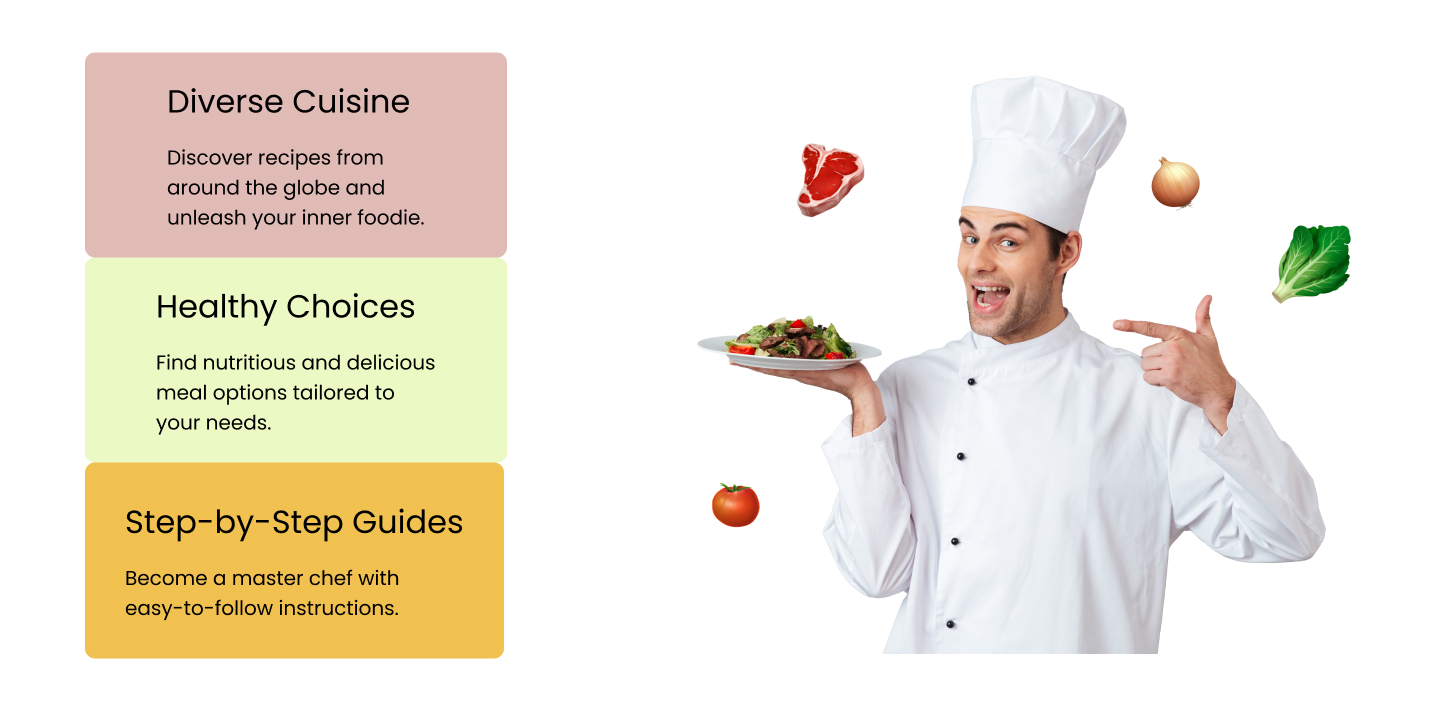 Diverse Cuisine
Discover recipes from
around the globe and
unleash your inner foodie.
Healthy Choices
Find nutritious and delicious
meal options tailored to
your needs.
Step-by-Step Guides
Become a master chef with
easy-to-follow instructions.